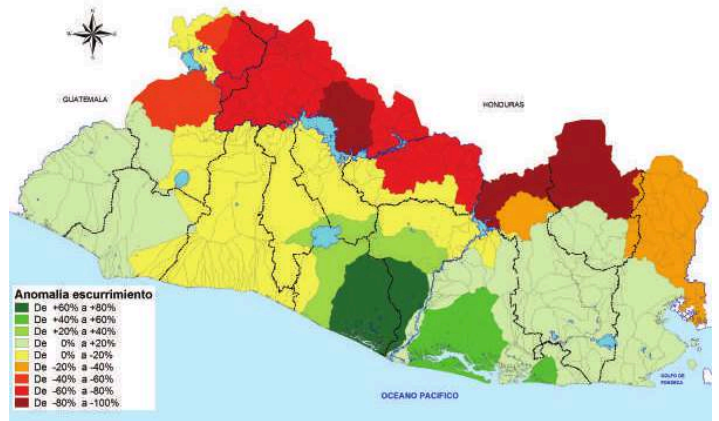 GUATEMALA
HONDURAS
Anomalía escurrimiento
De +60% a +80%
De +40% a +60%
De +20% a +40%
De 0% a +20%
De 0% a -20%
De -20% a -40%
De -40% a -60%
De -60% a -80%
De -80% a -100%
GOLFO DE
FONSECA
OCEANO PACIFICO